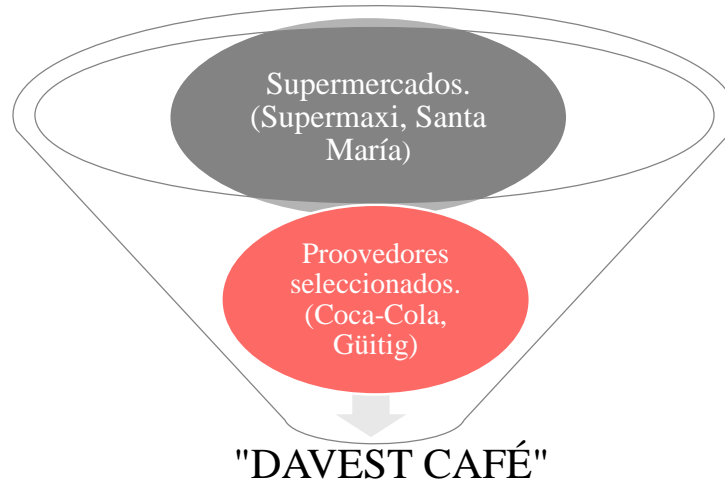 Supermercados.
(Supermaxi, Santa
María)
Proovedores
seleccionados.
(Coca-Cola,
Güitig)
"DAVEST CAFÉ"